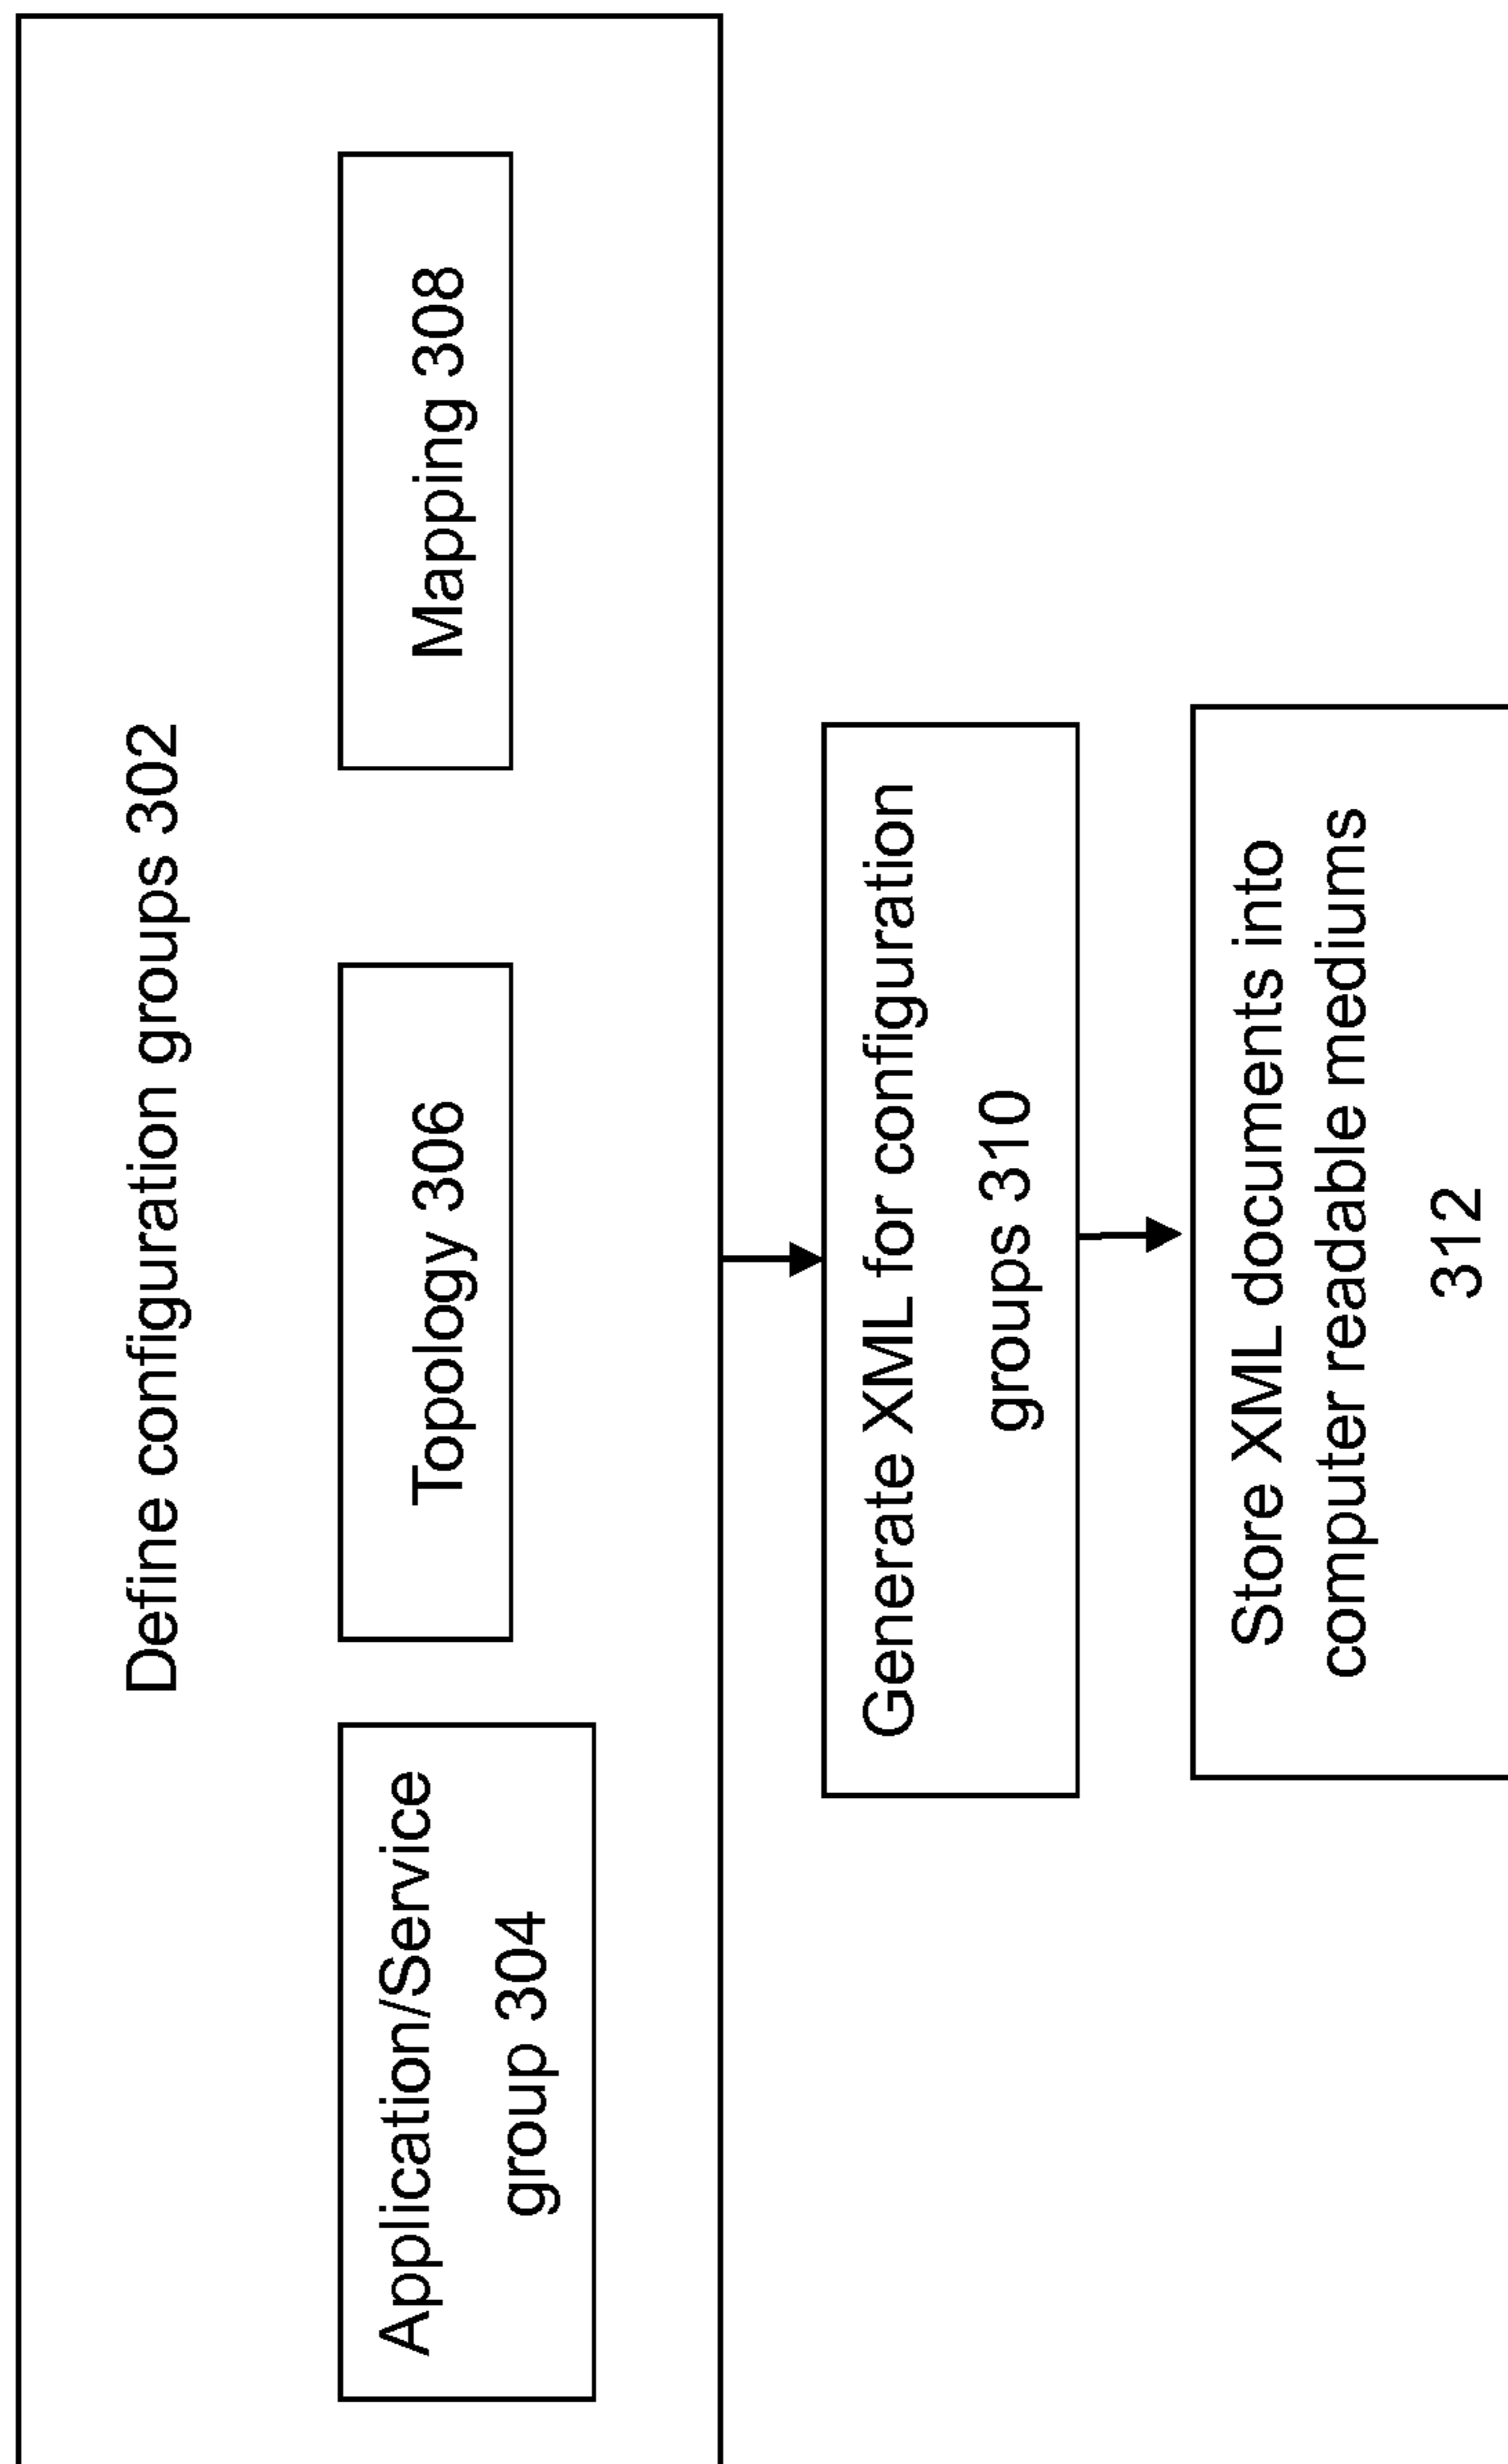 Define configuration groups 302
Application/Service
group 304
Topology 306
Mapping 308
Generate XML for configuration
groups 310
Store XML documents into
computer readable mediums
312